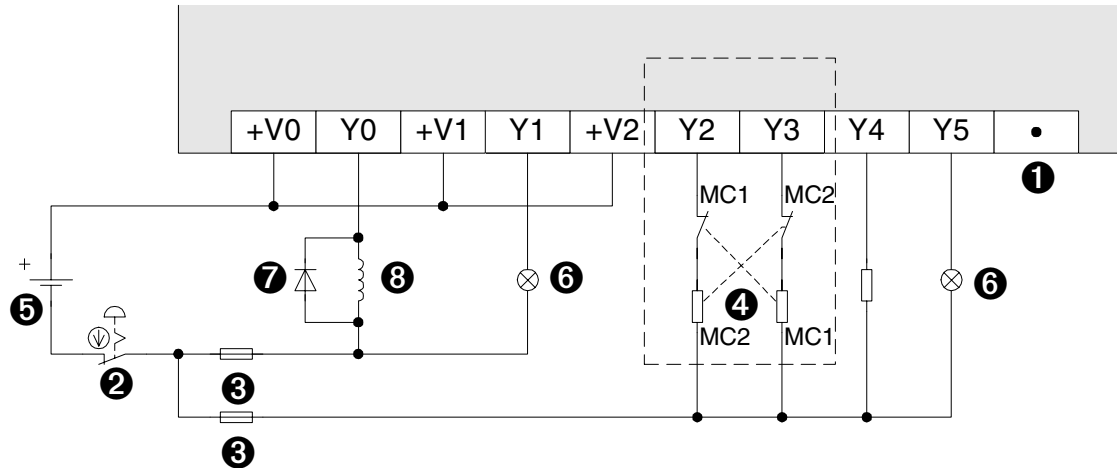 +V0 Y0 +V1 Y1 +V2 Y2 Y3 Y4 Y5 •
❶
MC1 MC2
+
❼ ❽ ❻ ❹ ❻
❺
MC2 MC1
❷ ❸
❸